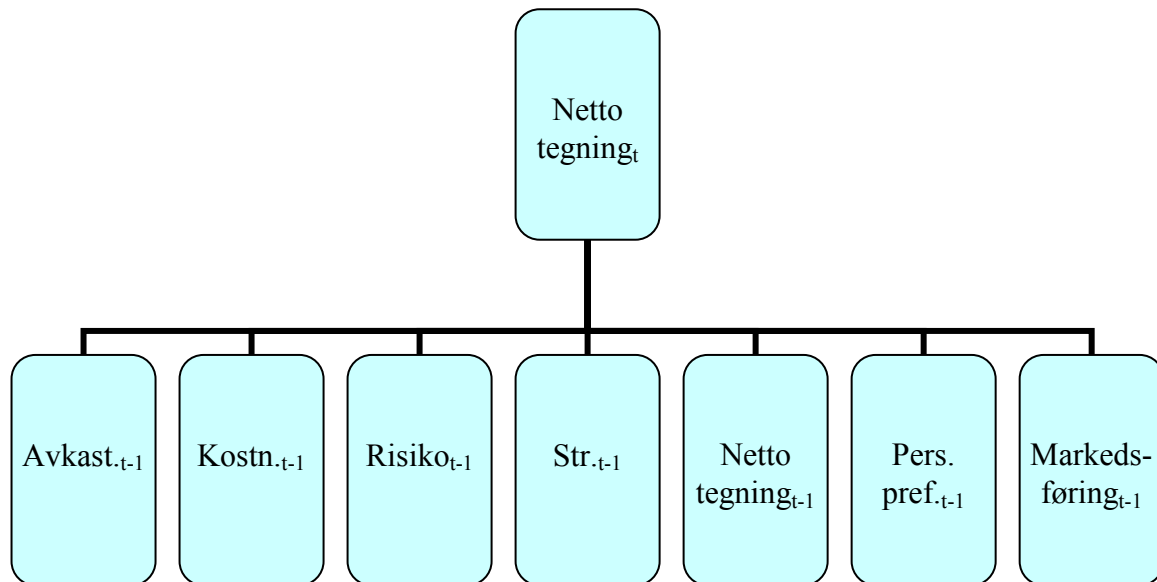 Netto
tegningt
Avkast.t-1
Kostn.t-1
Risikot-1
Str.t-1
Netto
tegningt-1
Pers.
pref.t-1
Markeds-
føringt-1